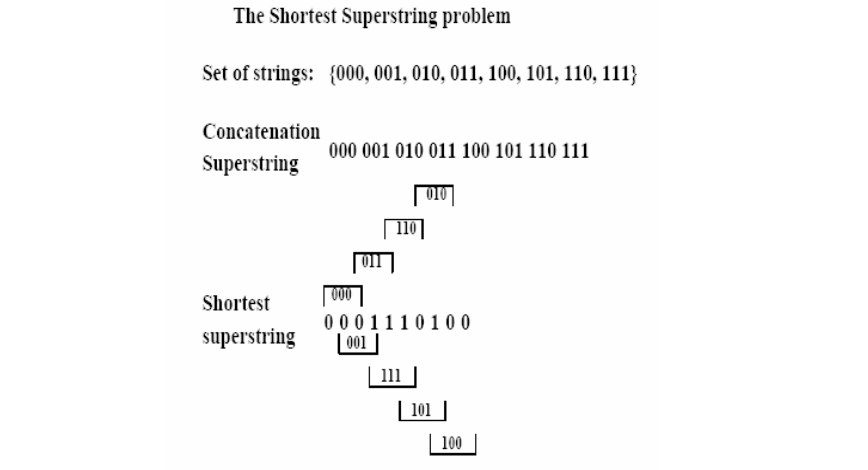 The Shortest Superstring problem
Set of strings: {000, 001, 010, 011, 100, 101, 110, 111}
Concatenation
Superstring
000 001 010 011 100 101 110 111
010
110
011
000
Shortest
superstring
0 0 0 1 1 1 0 1 0 0
001
111
101
100